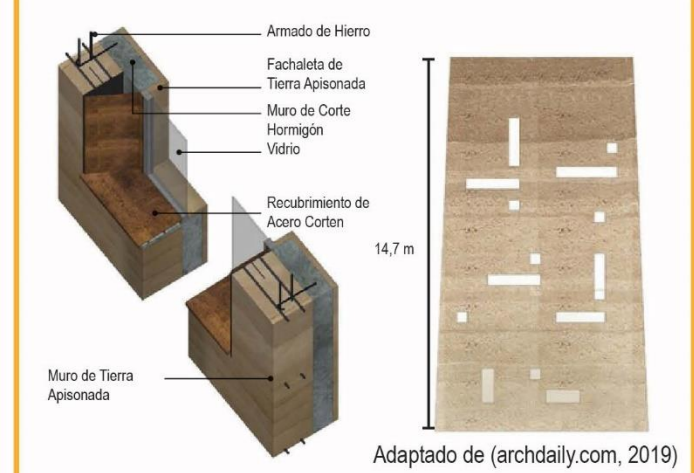 Armado de Hierro
Fachaleta de
Tierra Apisonada
Muro de Corte
Hormigón
Vidrio
Recubrimiento de
Acero Corten
Muro de Tierra
Apisonada
14,7 m
Adaptado de (archdaily.com, 2019)